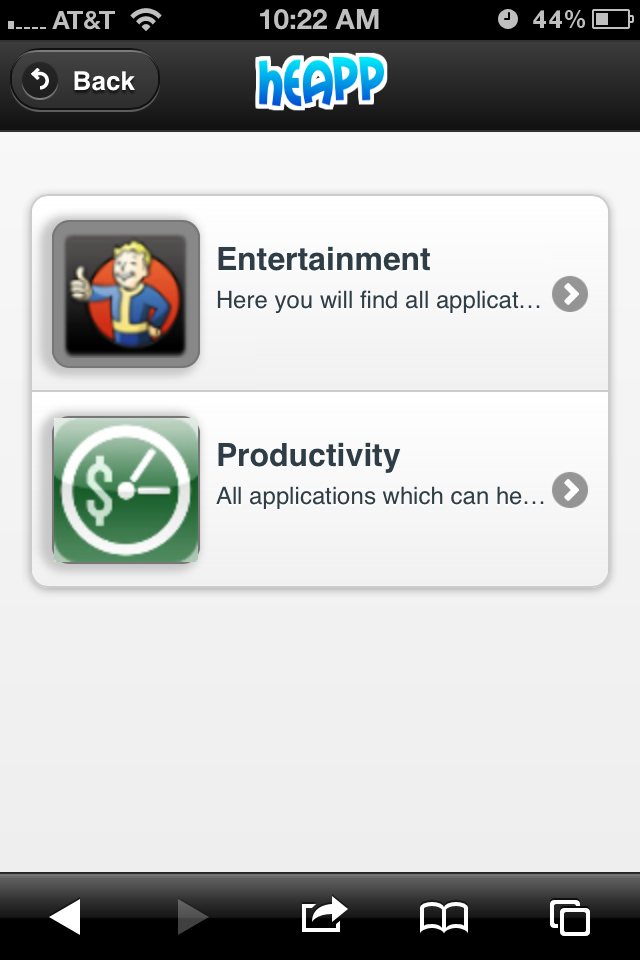 AT&T 10:22 AM 44%
Back
hEAPP
Entertainment
Here you will find all applicat…
$
Productivity
All applications which can he…